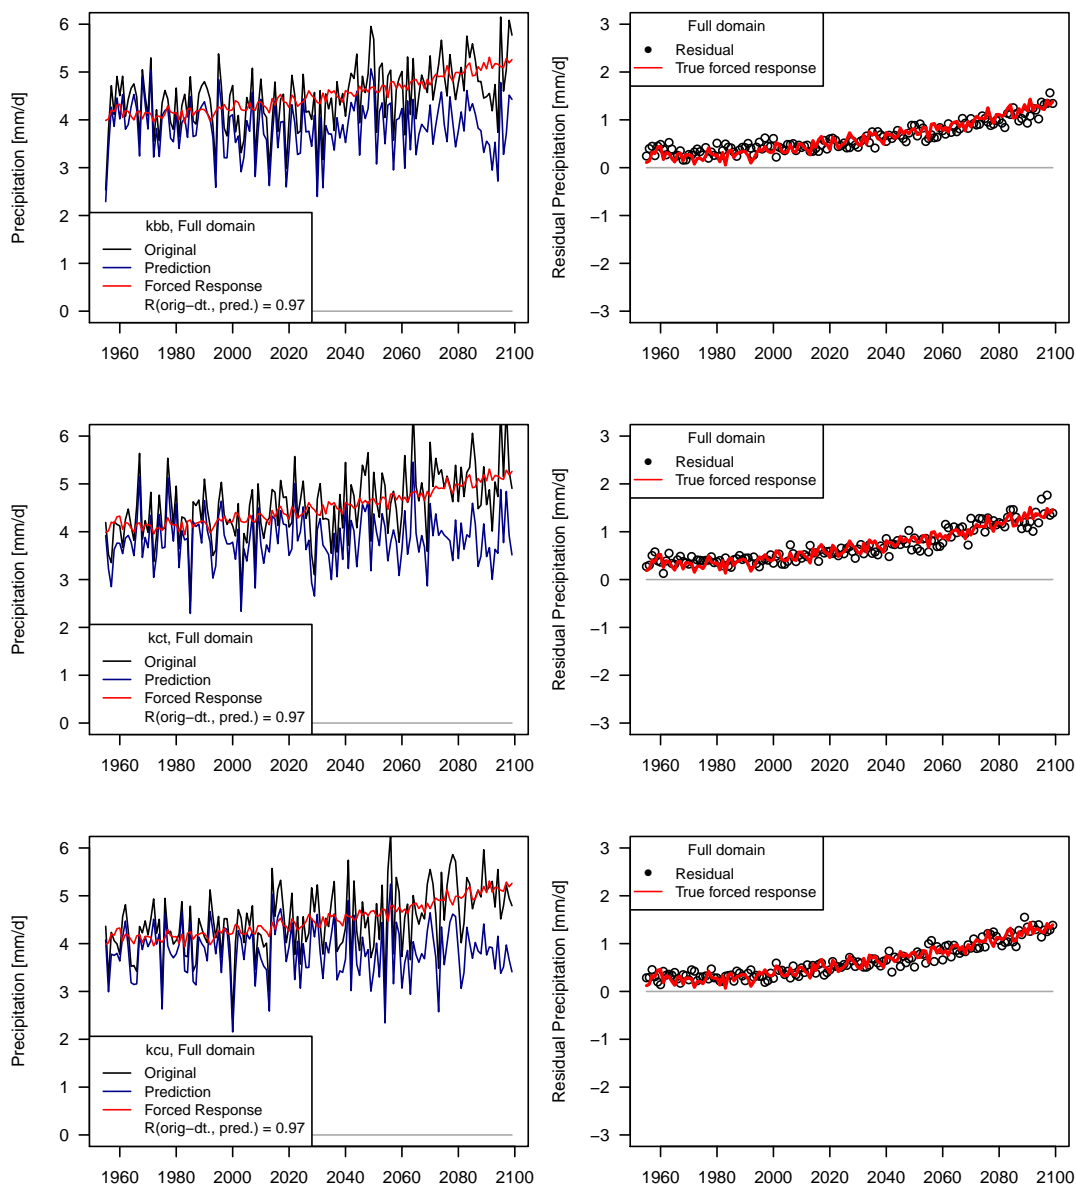 Precipitation [mm/d]
6
5
4
3
2
1
0
kbb, Full domain
Original
Prediction
Forced Response
R(orig−dt., pred.) = 0.97
1960 1980 2000 2020 2040 2060 2080 2100
Residual Precipitation [mm/d]
3
2
1
0
−1
−2
−3
Full domain
Residual
True forced response
1960 1980 2000 2020 2040 2060 2080 2100
Precipitation [mm/d]
6
5
4
3
2
1
0
kct, Full domain
Original
Prediction
Forced Response
R(orig−dt., pred.) = 0.97
1960 1980 2000 2020 2040 2060 2080 2100
Residual Precipitation [mm/d]
3
2
1
0
−1
−2
−3
Full domain
Residual
True forced response
1960 1980 2000 2020 2040 2060 2080 2100
Precipitation [mm/d]
6
5
4
3
2
1
0
kcu, Full domain
Original
Prediction
Forced Response
R(orig−dt., pred.) = 0.97
1960 1980 2000 2020 2040 2060 2080 2100
Residual Precipitation [mm/d]
3
2
1
0
−1
−2
−3
Full domain
Residual
True forced response
1960 1980 2000 2020 2040 2060 2080 2100